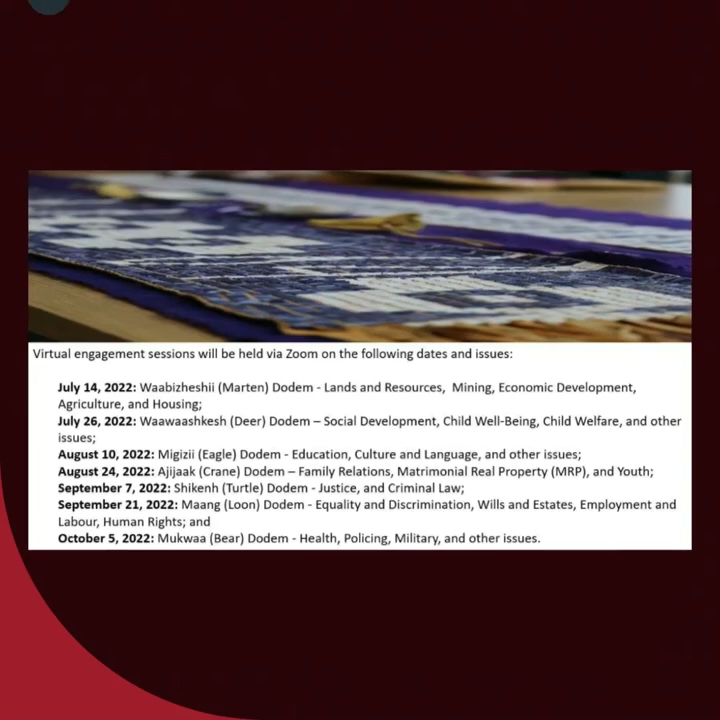 Virtual engagement sessions will be held via Zoom on the following dates and issues:
July 14, 2022: Waabizheshii (Marten) Dodem - Lands and Resources,  Mining, Economic Development,
Agriculture, and Housing;
July 26, 2022: Waawaashkesh (Deer) Dodem – Social Development, Child Well-Being, Child Welfare, and other
issues;
August 10, 2022: Migizii (Eagle) Dodem - Education, Culture and Language, and other issues;
August 24, 2022: Ajijaak (Crane) Dodem – Family Relations, Matrimonial Real Property (MRP), and Youth;
September 7, 2022: Shikenh (Turtle) Dodem - Justice, and Criminal Law;
September 21, 2022: Maang (Loon) Dodem - Equality and Discrimination, Wills and Estates, Employment and
Labour, Human Rights; and
October 5, 2022: Mukwaa (Bear) Dodem - Health, Policing, Military, and other issues.